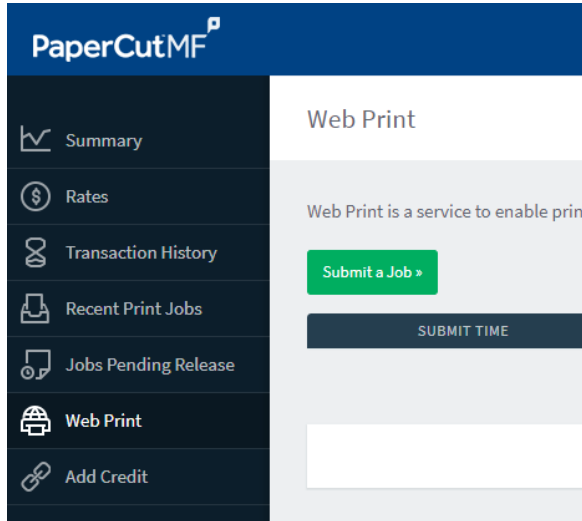 PaperCutMF
Summary
Rates
Transaction History
Recent Print Jobs
Jobs Pending Release
Web Print
Add Credit
Web Print
Web Print is a service to enable prin
Submit a Job »
SUBMIT TIME